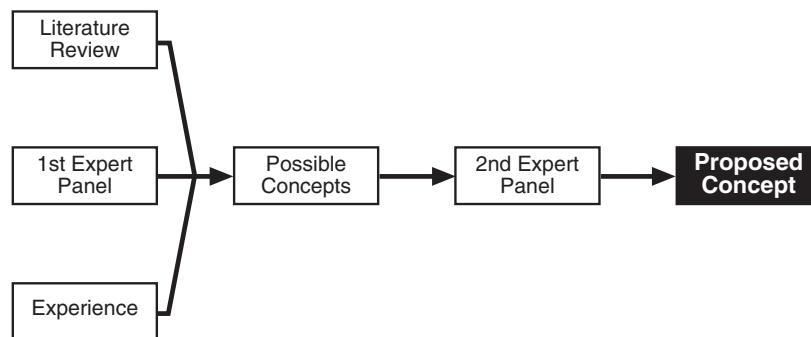 Literature
Review
1st Expert
Panel
Experience
Possible
Concepts
2nd Expert
Panel
Proposed
Concept